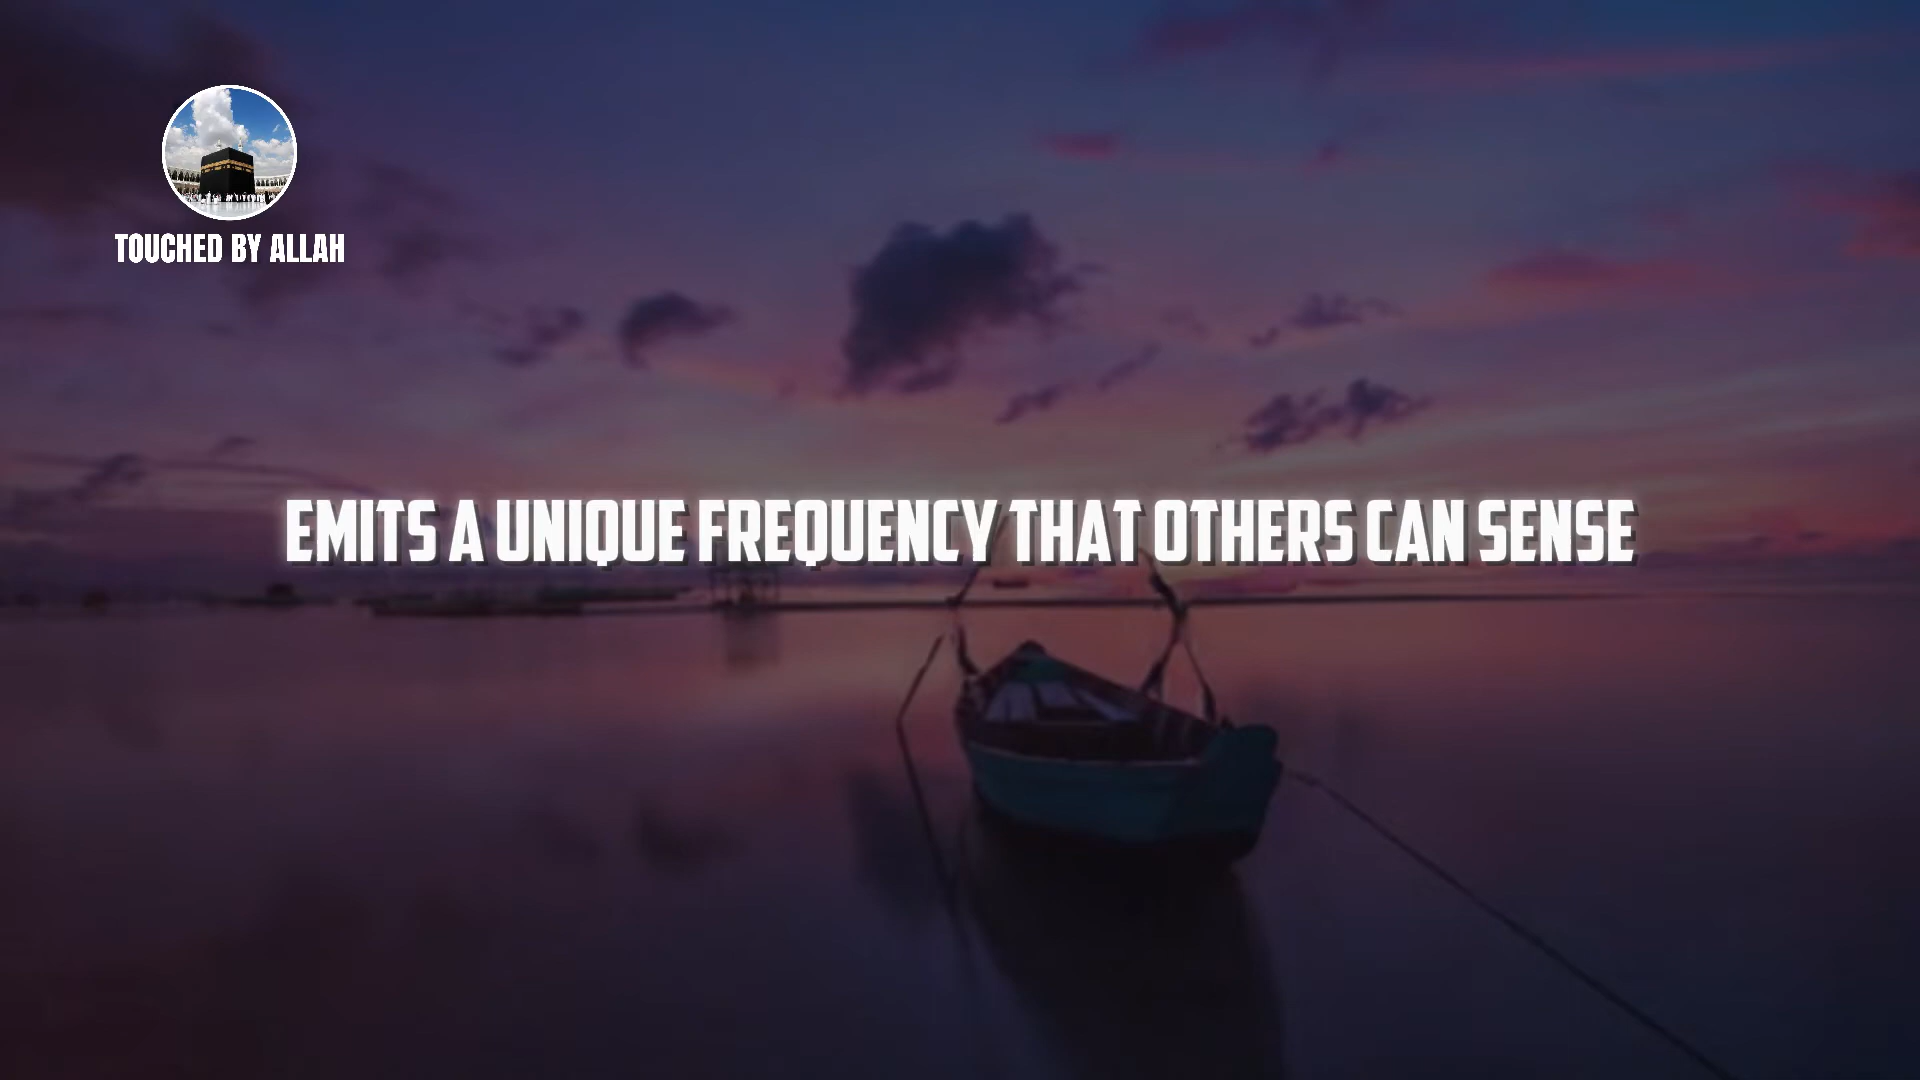 TOUCHED BY ALLAH
EMITS A UNIQUE FREQUENCY THAT OTHERS CAN SENSE